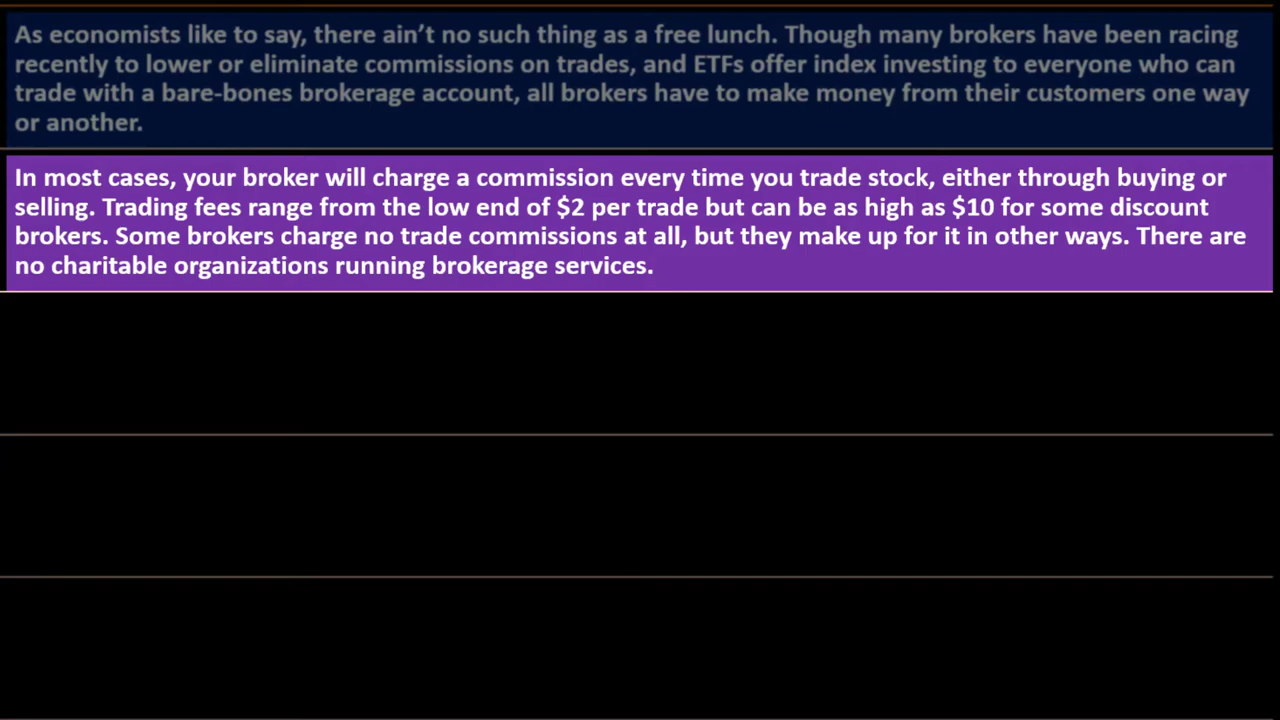 As economists like to say, there ain’t no such thing as a free lunch. Though many brokers have been racing
recently to lower or eliminate commissions on trades, and ETFs offer index investing to everyone who can
trade with a bare-bones brokerage account, all brokers have to make money from their customers one way
or another.
In most cases, your broker will charge a commission every time you trade stock, either through buying or
selling. Trading fees range from the low end of $2 per trade but can be as high as $10 for some discount
brokers. Some brokers charge no trade commissions at all, but they make up for it in other ways. There are
no charitable organizations running brokerage services.